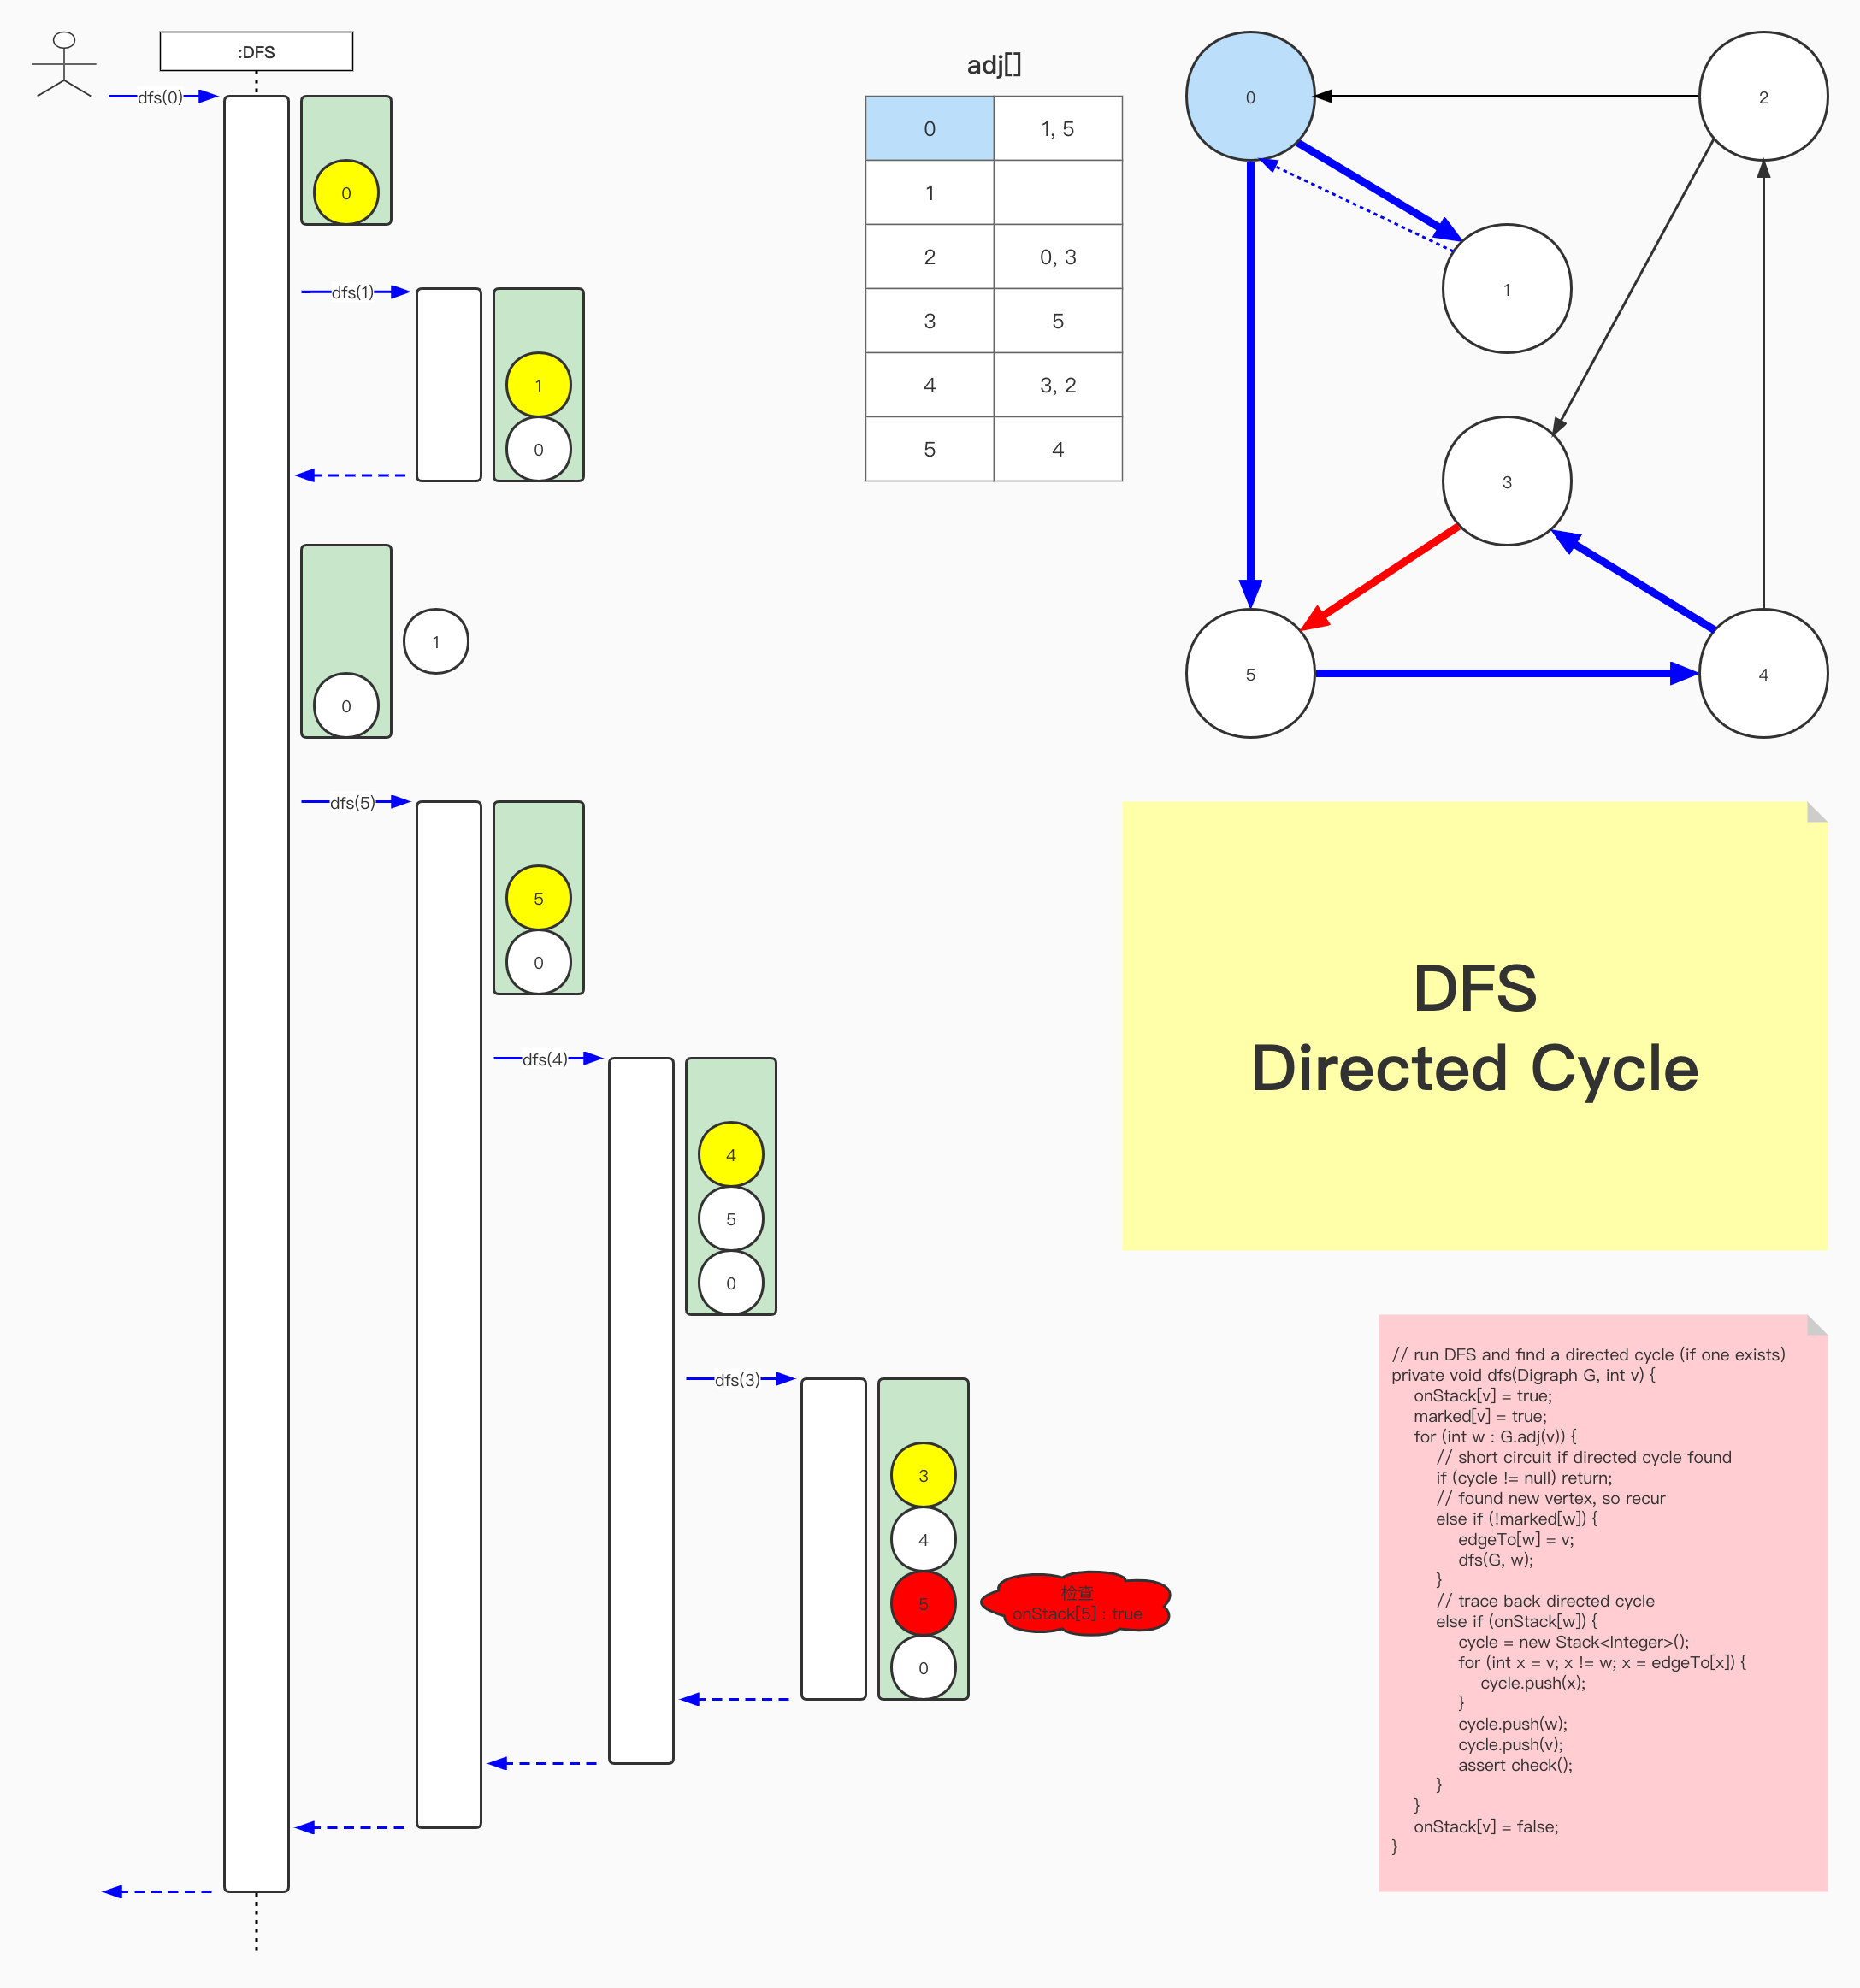 :DFS
dfs(0)
0
dfs(1)
1
0
1
0
dfs(5)
5
0
dfs(4)
4
5
0
dfs(3)
3
4
5
0
检查
onStack[5] : true
adj[]
0 1, 5
1
2 0, 3
3 5
4 3, 2
5 4
0
2
1
3
5
4
DFS
Directed Cycle
// run DFS and find a directed cycle (if one exists)
private void dfs(Digraph G, int v) {
onStack[v] = true;
marked[v] = true;
for (int w : G.adj(v)) {
// short circuit if directed cycle found
if (cycle != null) return;
// found new vertex, so recur
else if (!marked[w]) {
edgeTo[w] = v;
dfs(G, w);
}
// trace back directed cycle
else if (onStack[w]) {
cycle = new Stack<Integer>();
for (int x = v; x != w; x = edgeTo[x]) {
cycle.push(x);
}
cycle.push(w);
cycle.push(v);
assert check();
}
}
onStack[v] = false;
}